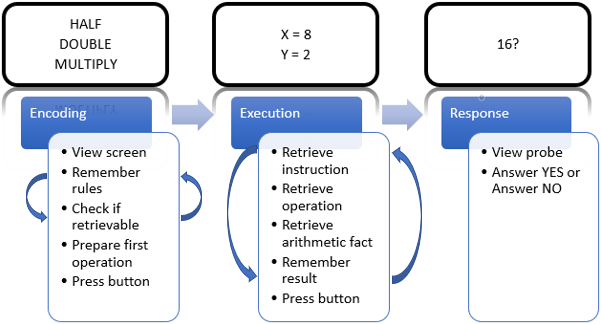 HALF
DOUBLE
MULTIPLY
X = 8
Y = 2
16?
Encoding
• View screen
• Remember
rules
• Check if
retrievable
• Prepare first
operation
• Press button
Execution
• Retrieve
instruction
• Retrieve
operation
• Retrieve
arithmetic fact
• Remember
result
• Press button
Response
• View probe
• Answer YES or
Answer NO